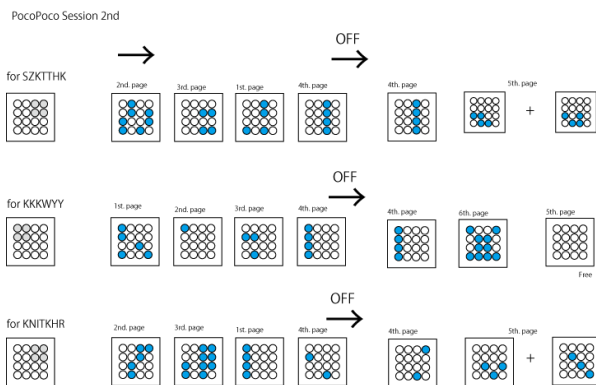 PocoPoco Session 2nd
OFF
for SZKTTHK
2nd. page 3rd. page 1st. page 4th. page 4th. page 5th. page
+
OFF
for KKKWYY
1st. page 2nd. page 3rd. page 4th. page 4th. page 6th. page 5th. page
Free
OFF
for KNITKHR
2nd. page 3rd. page 1st. page 4th. page 4th. page 5th. page
+